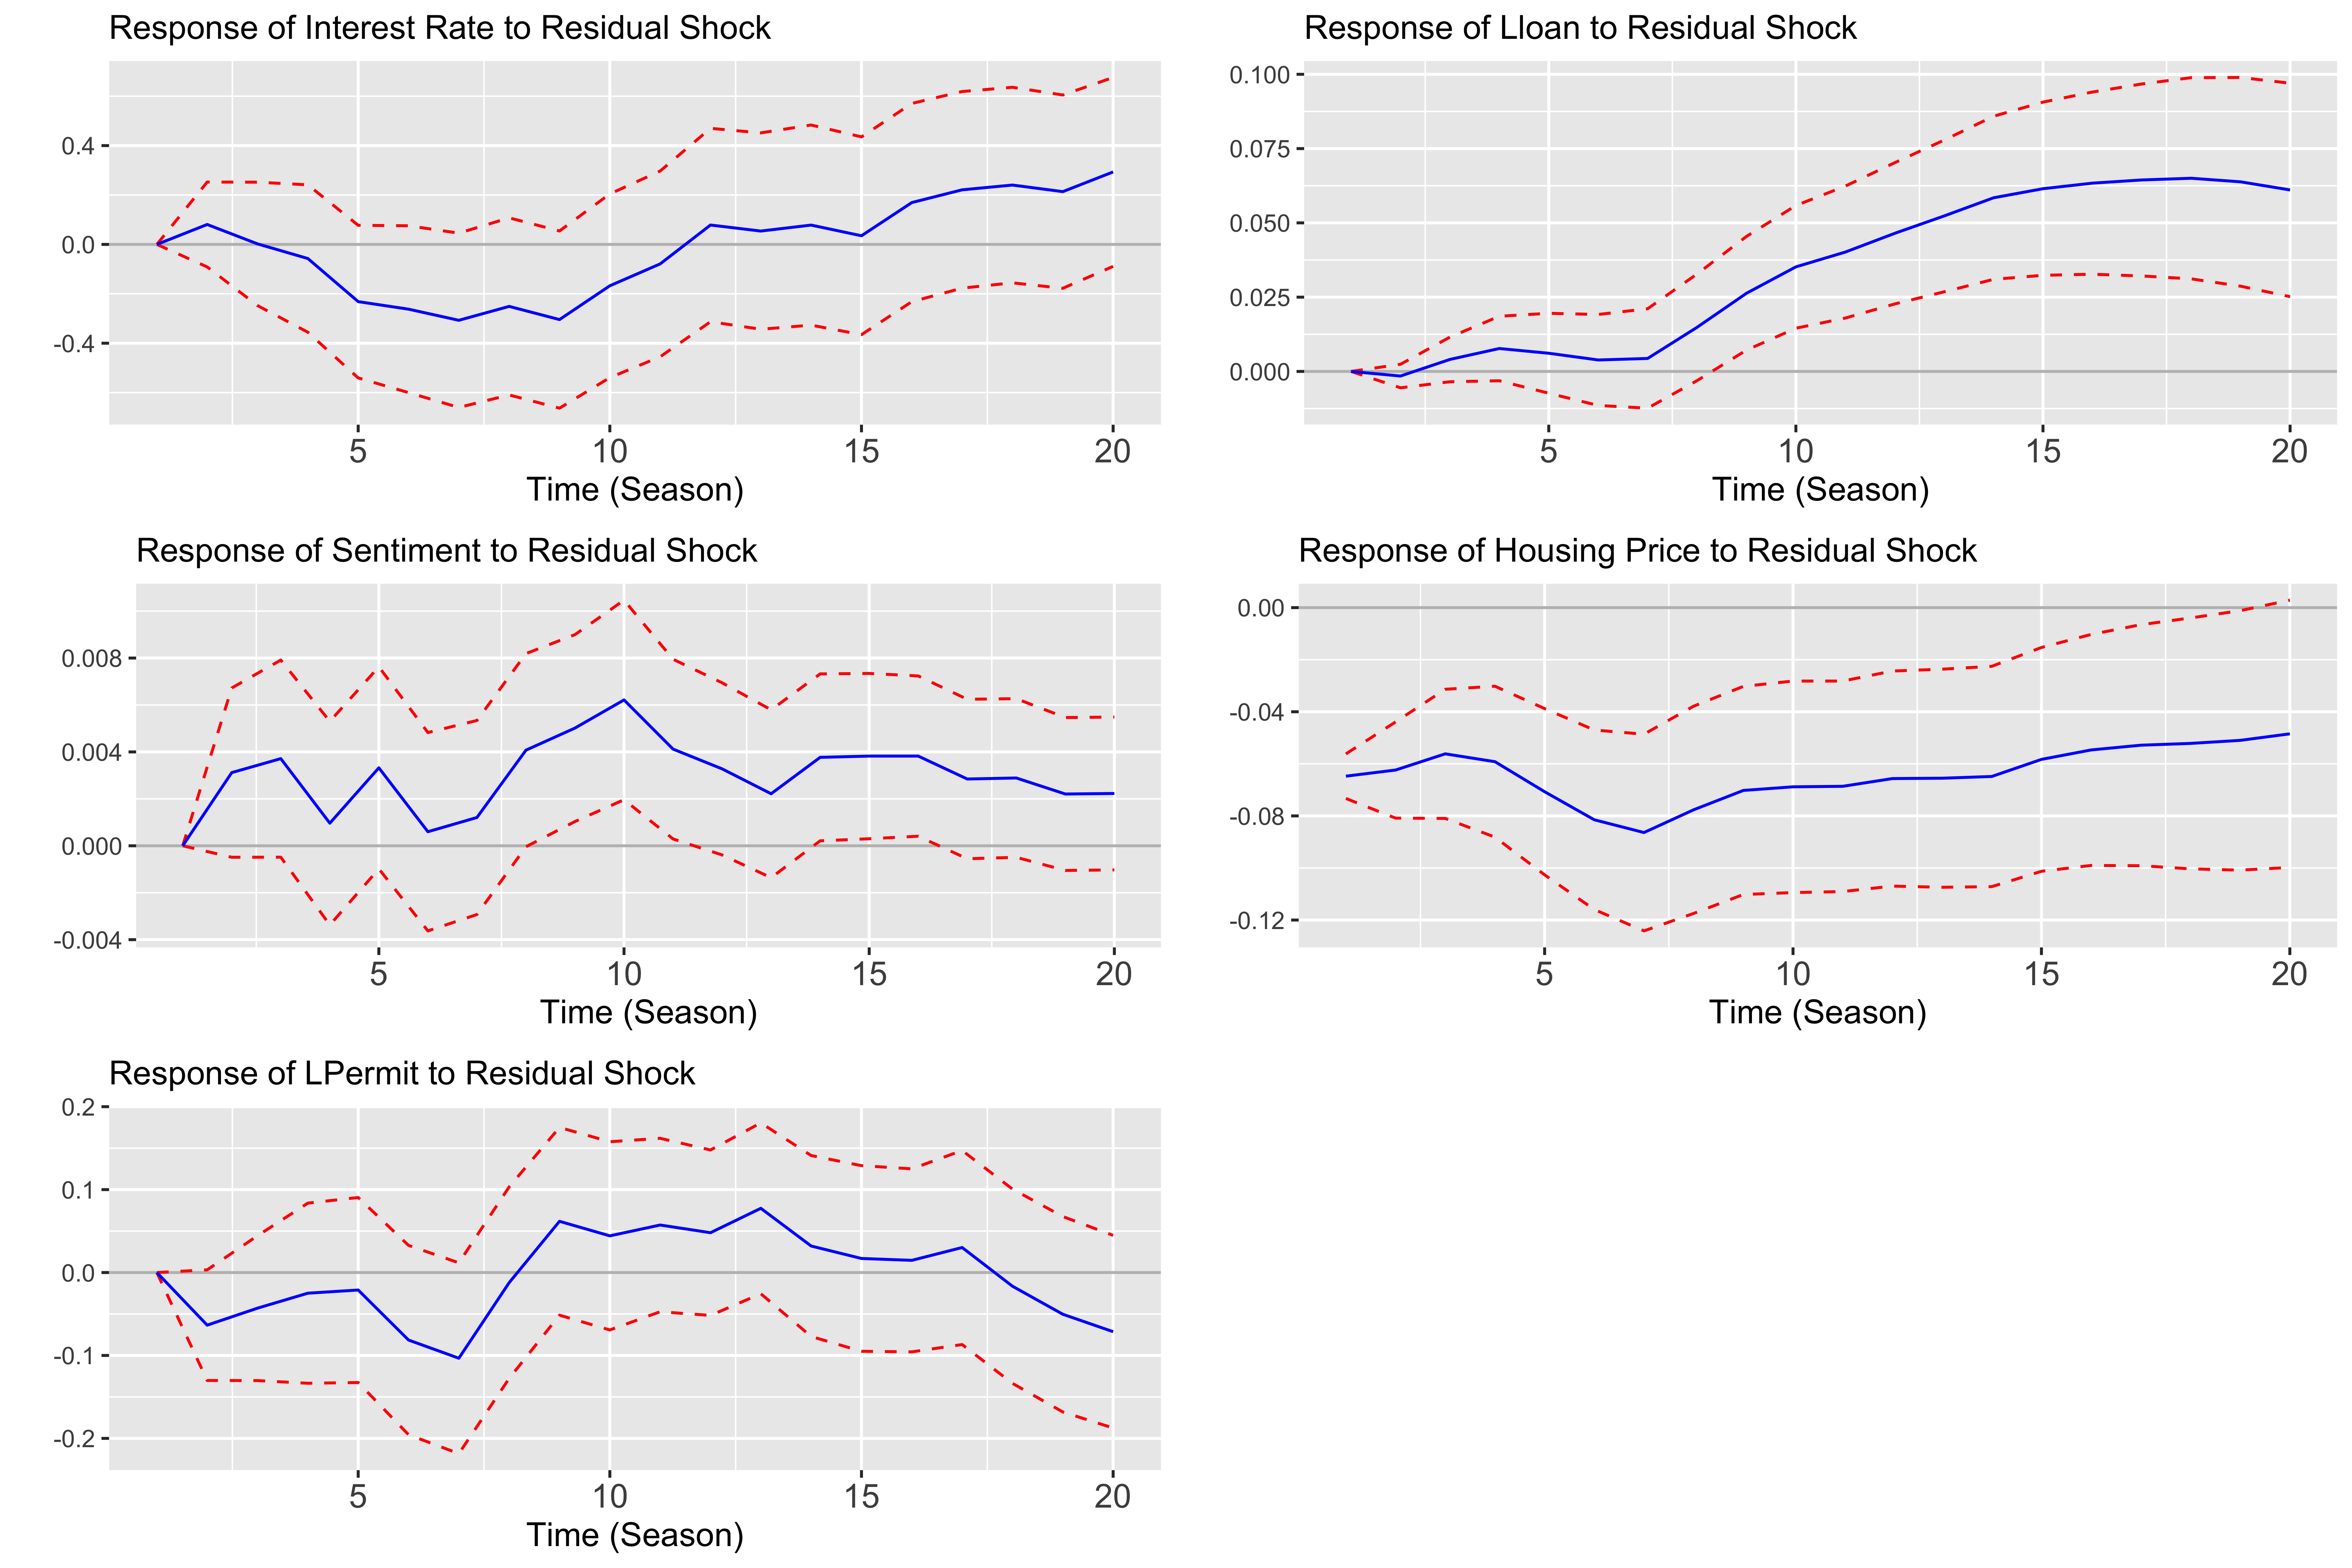 Response of Interest Rate to Residual Shock
0.4
0.0
-0.4
5 10 15 20
Time (Season)
Response of Lloan to Residual Shock
0.100
0.075
0.050
0.025
0.000
5 10 15 20
Time (Season)
Response of Sentiment to Residual Shock
0.008
0.004
0.000
-0.004
5 10 15 20
Time (Season)
Response of Housing Price to Residual Shock
0.00
-0.04
-0.08
-0.12
5 10 15 20
Time (Season)
Response of LPermit to Residual Shock
0.2
0.1
0.0
-0.1
-0.2
5 10 15 20
Time (Season)